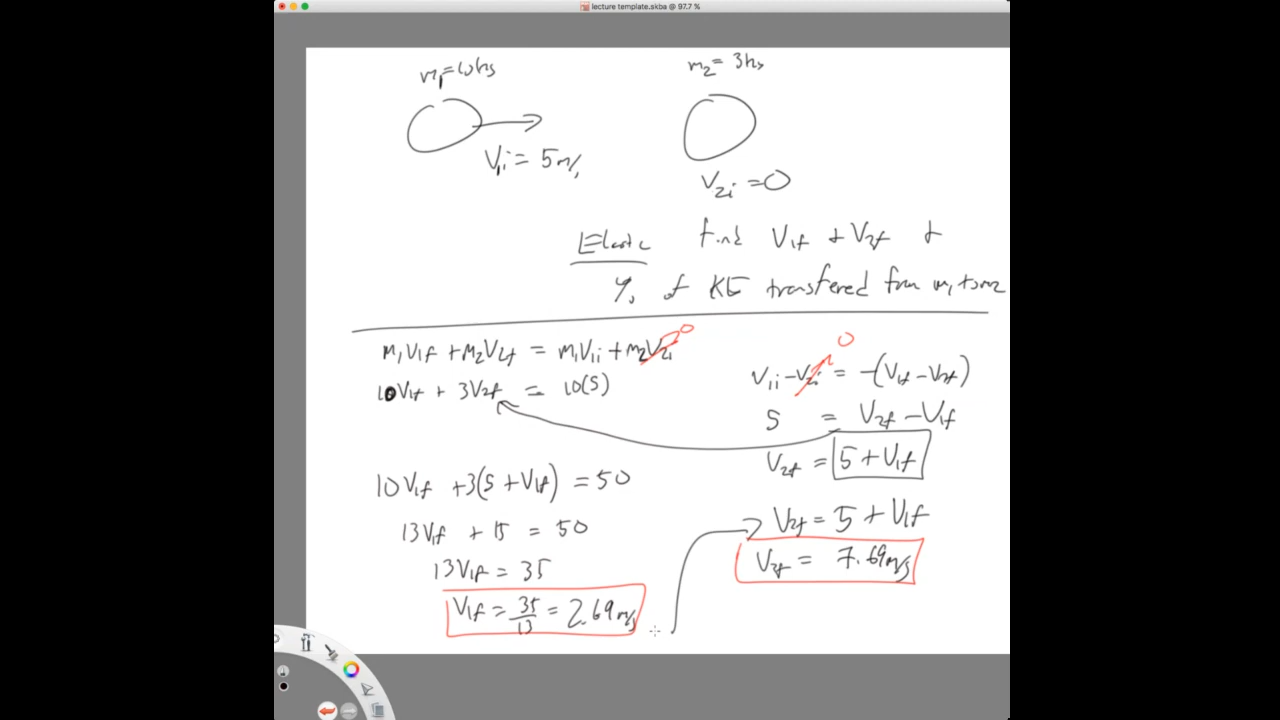 lecture template.skba @ 97.7 %
m₁ = 10kg
m₂ = 3kg
V₁i = 5m/s
V₂i = 0
Elastic find V₁f & V₂f &
% of KE transferred from m₁ to m₂
m₁V₁f + m₂V₂f = m₁V₁i + m₂V₂i 0
10V₁f + 3V₂f = 10(5)
10V₁f + 3(5 + V₁f) = 50
13V₁f + 15 = 50
13V₁f = 35
V₁f = 35/13 = 2.69m/s
0
V₁i - V₂i = -(V₁f - V₂f)
5 = V₂f - V₁f
V₂f = 5 + V₁f
V₂f = 5 + V₁f
V₂f = 7.69m/s